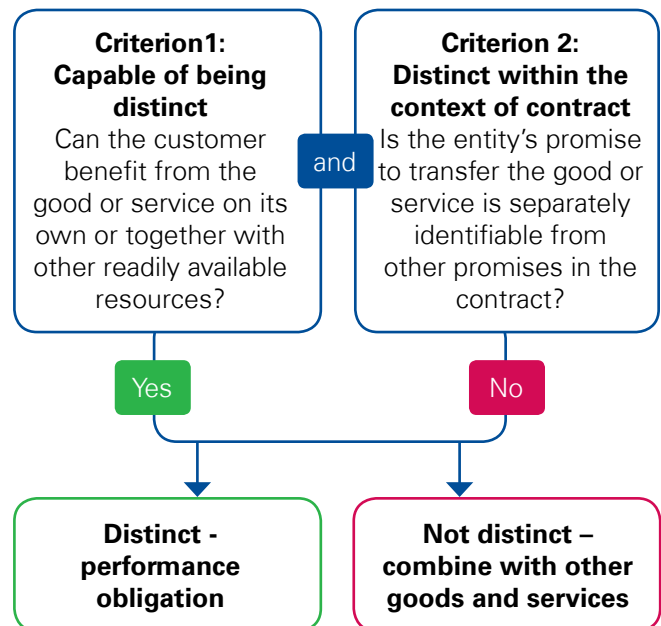 Criterion1:
Capable of being
distinct
Can the customer
benefit from the
good or service on its
own or together with
other readily available
resources?
and
Criterion 2:
Distinct within the
context of contract
Is the entity’s promise
to transfer the good or
service is separately
identifiable from
other promises in the
contract?
Yes
No
Distinct -
performance
obligation
Not distinct –
combine with other
goods and services